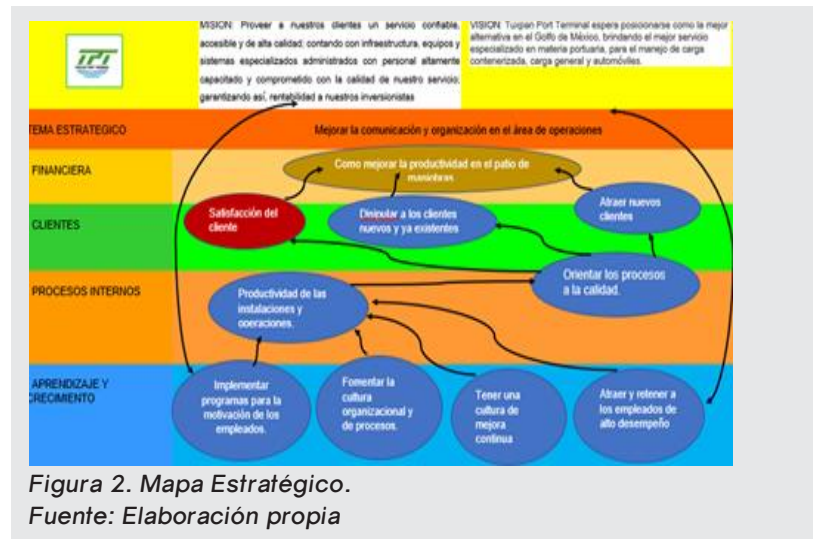 MISION: Proveer a nuestros clientes un servicio confiable,
accesible y de alta calidad; contando con infraestructura, equipos y
sistemas especializados administrados con personal altamente
capacitado y comprometido con la calidad de nuestro servicio;
garantizando así, rentabilidad a nuestros inversionistas
VISION: Tuxpan Port Terminal espera posicionarse como la mejor
alternativa en el Golfo de México, brindando el mejor servicio
especializado en materia portuaria, para el manejo de carga
contenerizada, carga general y automóviles.
TPT
TEMA ESTRATEGICO
Mejorar la comunicación y organización en el área de operaciones
FINANCIERA
Como mejorar la productividad en el patio de
maniobras
CLIENTES
Satisfacción del
cliente
a los clientes
nuevos y ya existentes
Atraer nuevos
clientes
PROCESOS INTERNOS
Productividad de las
instalaciones y
operaciones.
Orientar los procesos
a la calidad.
APRENDIZAJE Y
CRECIMIENTO
Implementar
programas para la
motivación de los
empleados.
Fomentar la
cultura
organizacional y
de procesos.
Tener una
cultura de
mejora
continua
Atraer y retener a
los empleados de
alto desempeño
Figura 2. Mapa Estratégico.
Fuente: Elaboración propia